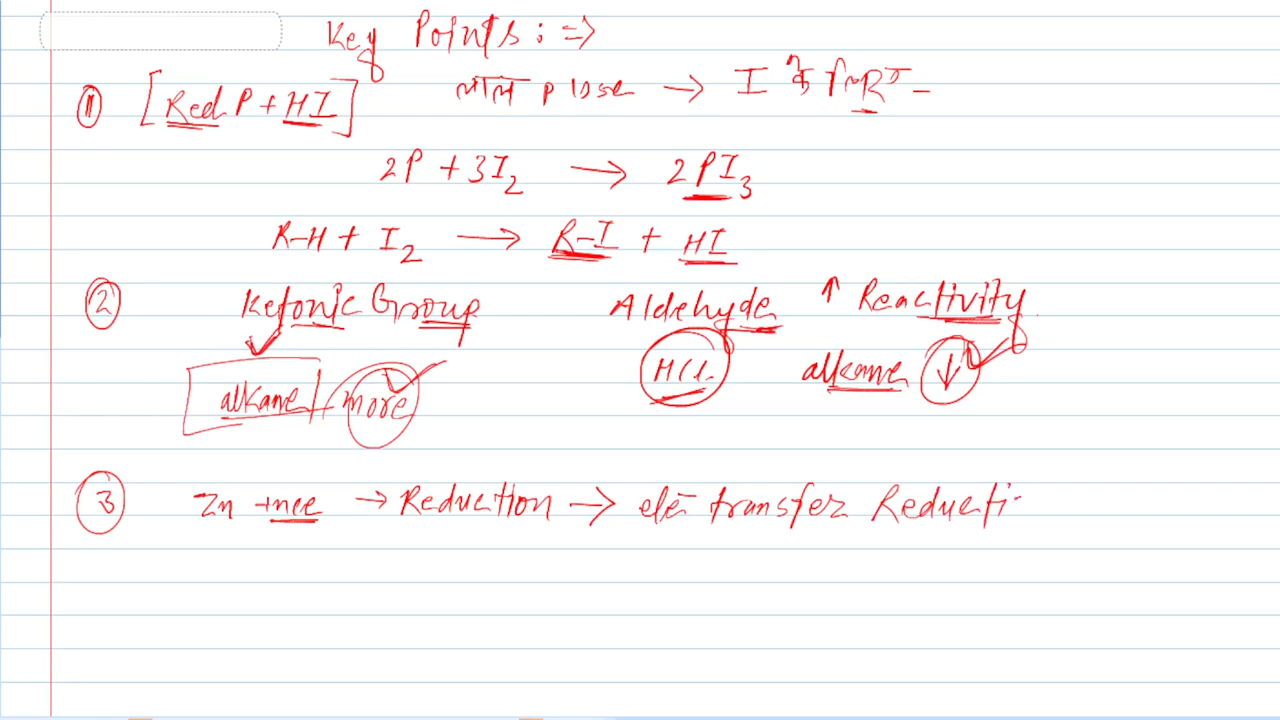 Key Points : ⇒
① [Red P + HI] लाल P use → I के
2P + 3I₂ → 2PI₃
R-H + I₂ → R-I + HI
② Ketonic Group Aldehyde ↑ Reactivity
alkane more HCl alkane ↓
③ Zn + HCl → Reduction → ele⁻ transfer Reducti